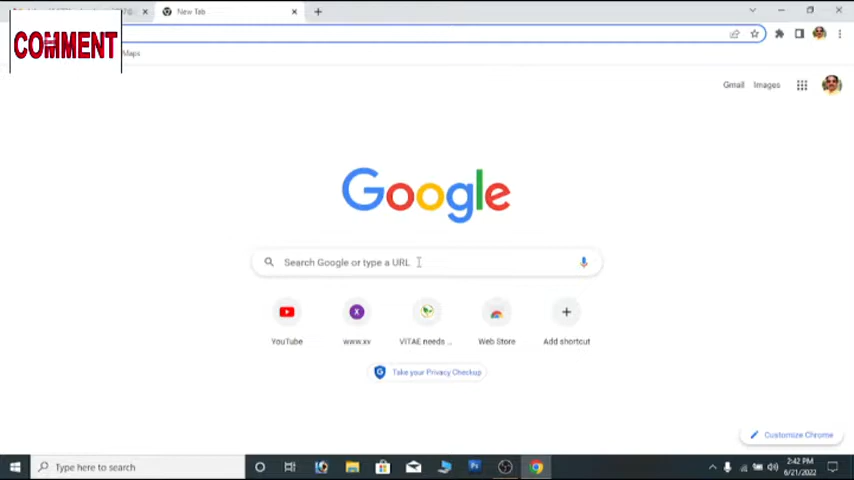 New Tab
COMMENT
Maps
Gmail Images
Google
Search Google or type a URL
YouTube
www.xv
VITAE needs ...
Web Store
Add shortcut
Take your Privacy Checkup
Customize Chrome
Type here to search
2:42 PM
6/21/2022